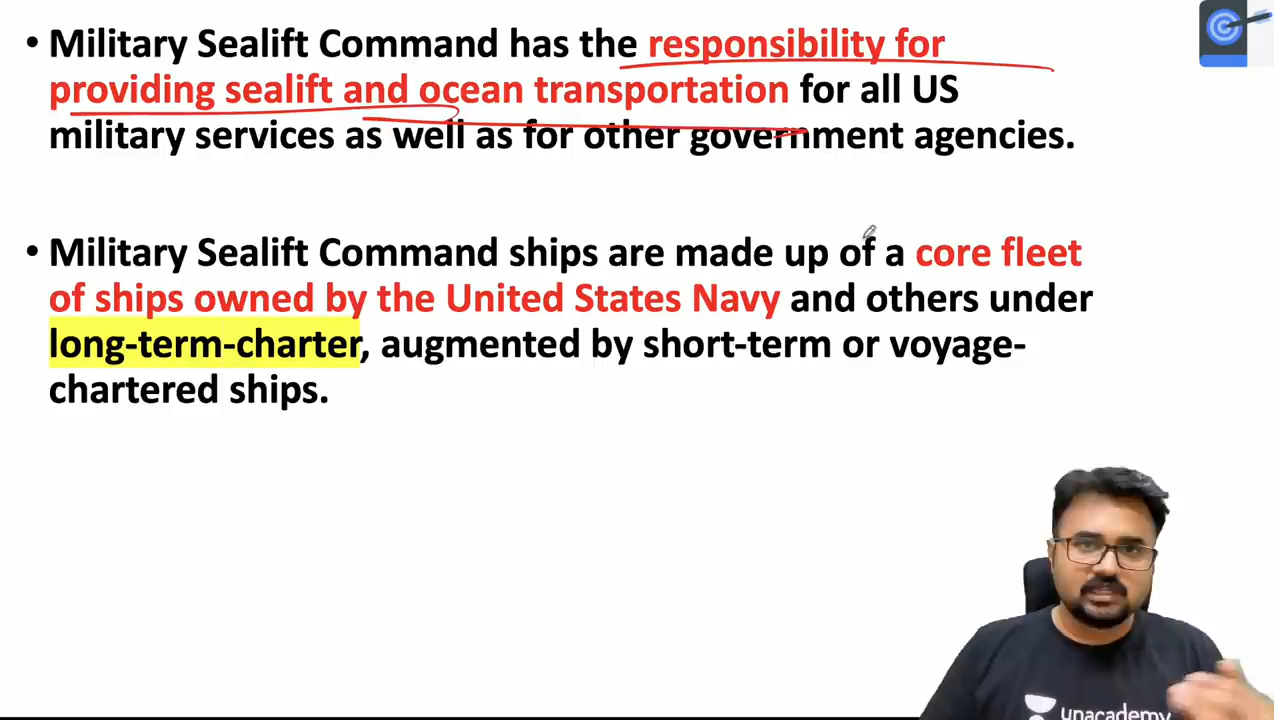 • Military Sealift Command has the responsibility for
providing sealift and ocean transportation for all US
military services as well as for other government agencies.
• Military Sealift Command ships are made up of a core fleet
of ships owned by the United States Navy and others under
long-term-charter, augmented by short-term or voyage-
chartered ships.
unacademy